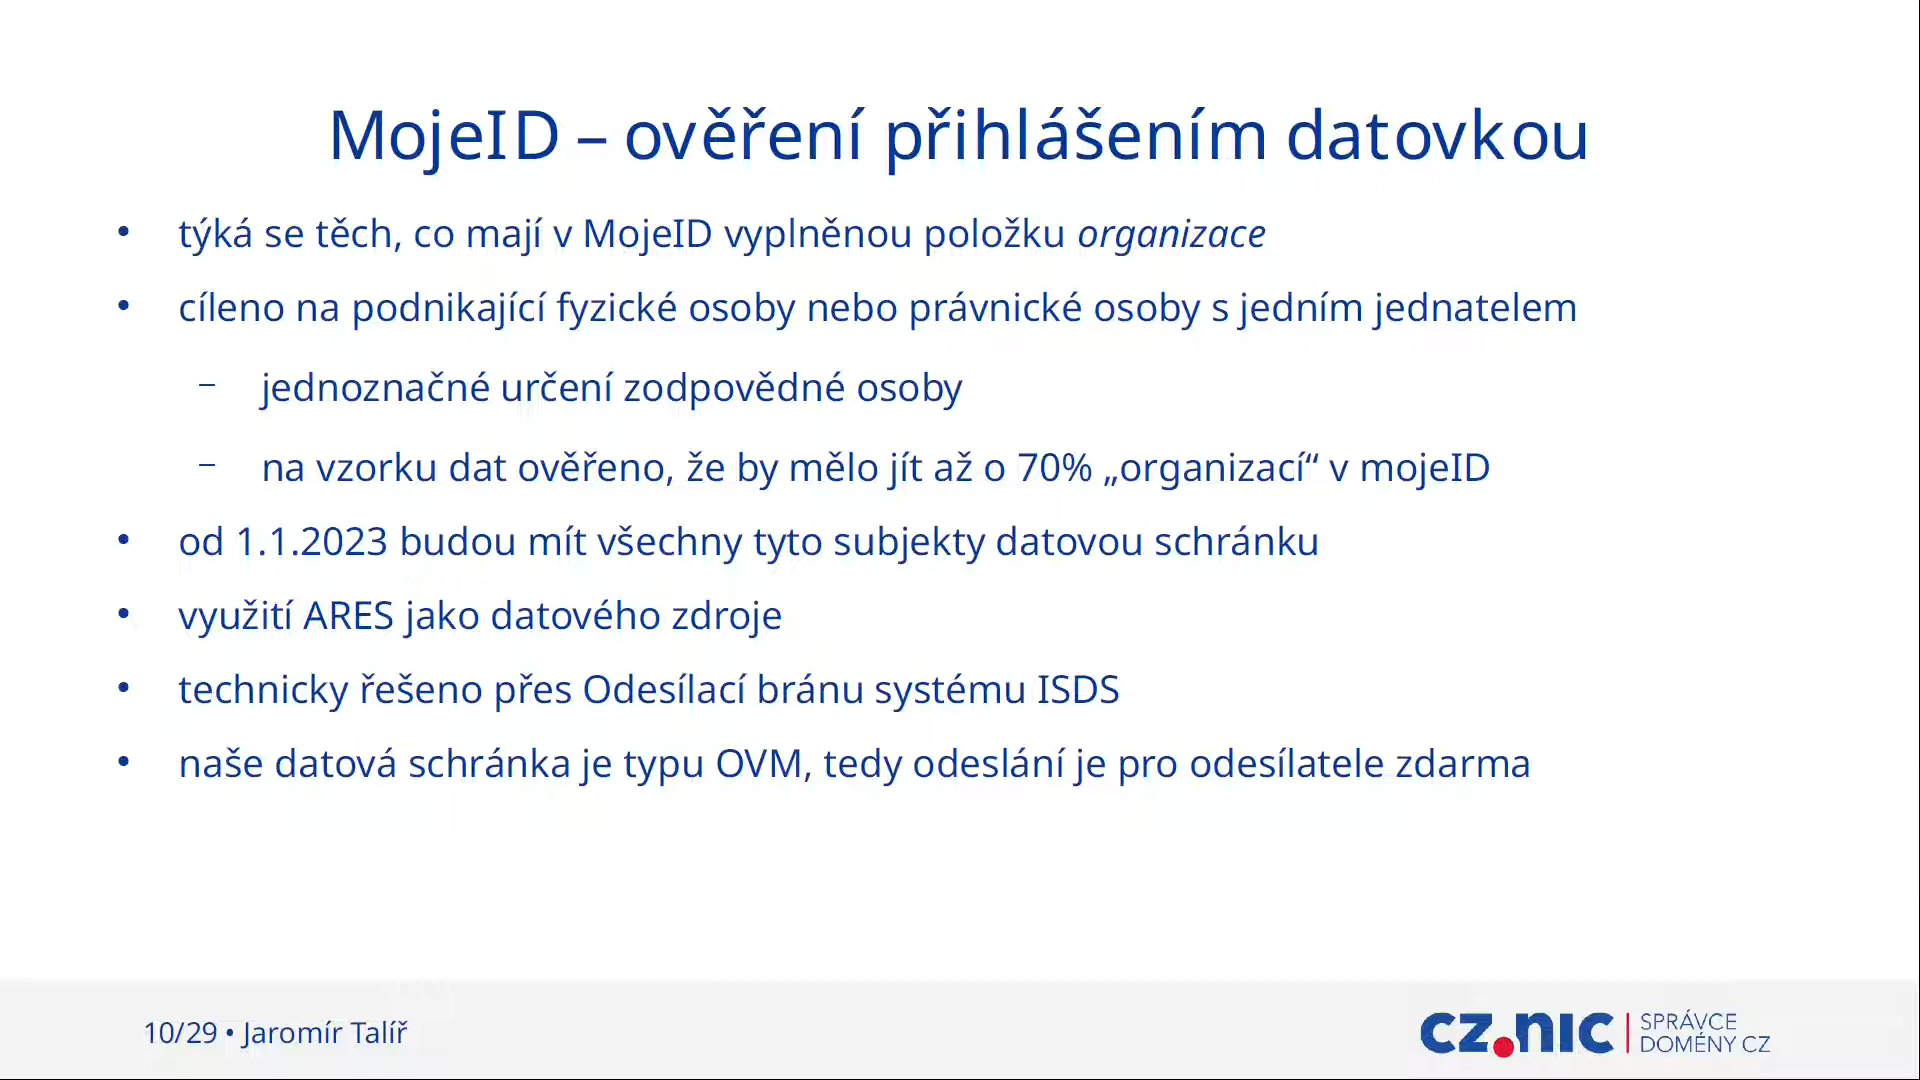 MojeID – ověření přihlášením datovkou
• týká se těch, co mají v MojeID vyplněnou položku organizace
• cíleno na podnikající fyzické osoby nebo právnické osoby s jedním jednatelem
– jednoznačné určení zodpovědné osoby
– na vzorku dat ověřeno, že by mělo jít až o 70% „organizací“ v mojeID
• od 1.1.2023 budou mít všechny tyto subjekty datovou schránku
• využití ARES jako datového zdroje
• technicky řešeno přes Odesílací bránu systému ISDS
• naše datová schránka je typu OVM, tedy odeslání je pro odesílatele zdarma
10/29 • Jaromír Talíř
CZ.NIC | SPRÁVCE
DOMÉNY CZ